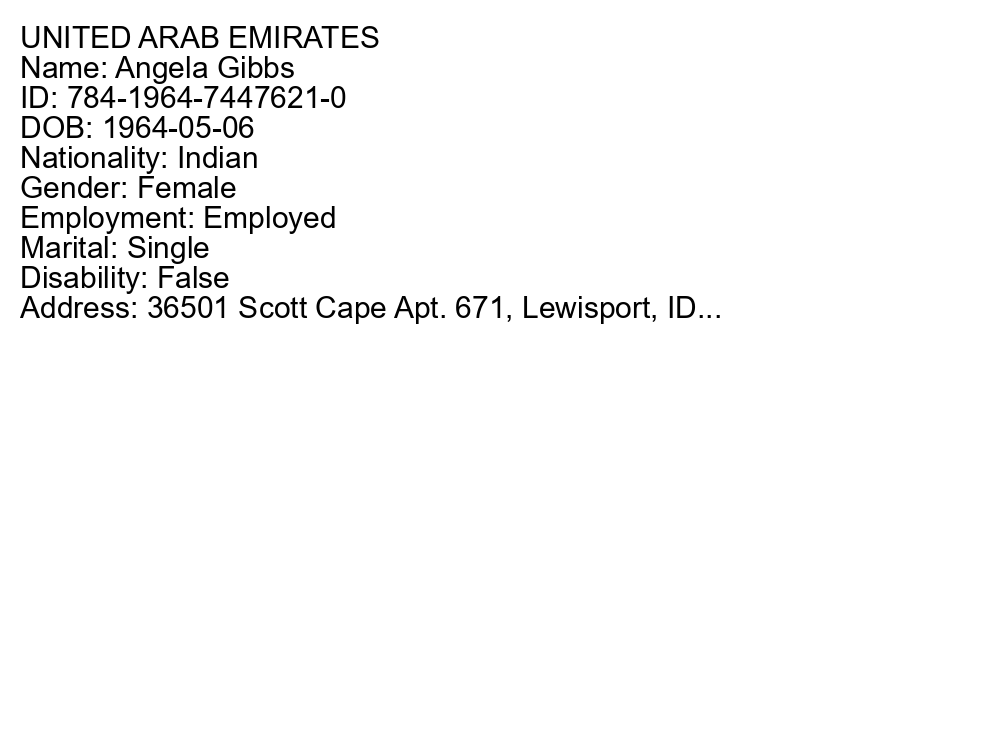 UNITED ARAB EMIRATES
Name: Angela Gibbs
ID: 784-1964-7447621-0
DOB: 1964-05-06
Nationality: Indian
Gender: Female
Employment: Employed
Marital: Single
Disability: False
Address: 36501 Scott Cape Apt. 671, Lewisport, ID...